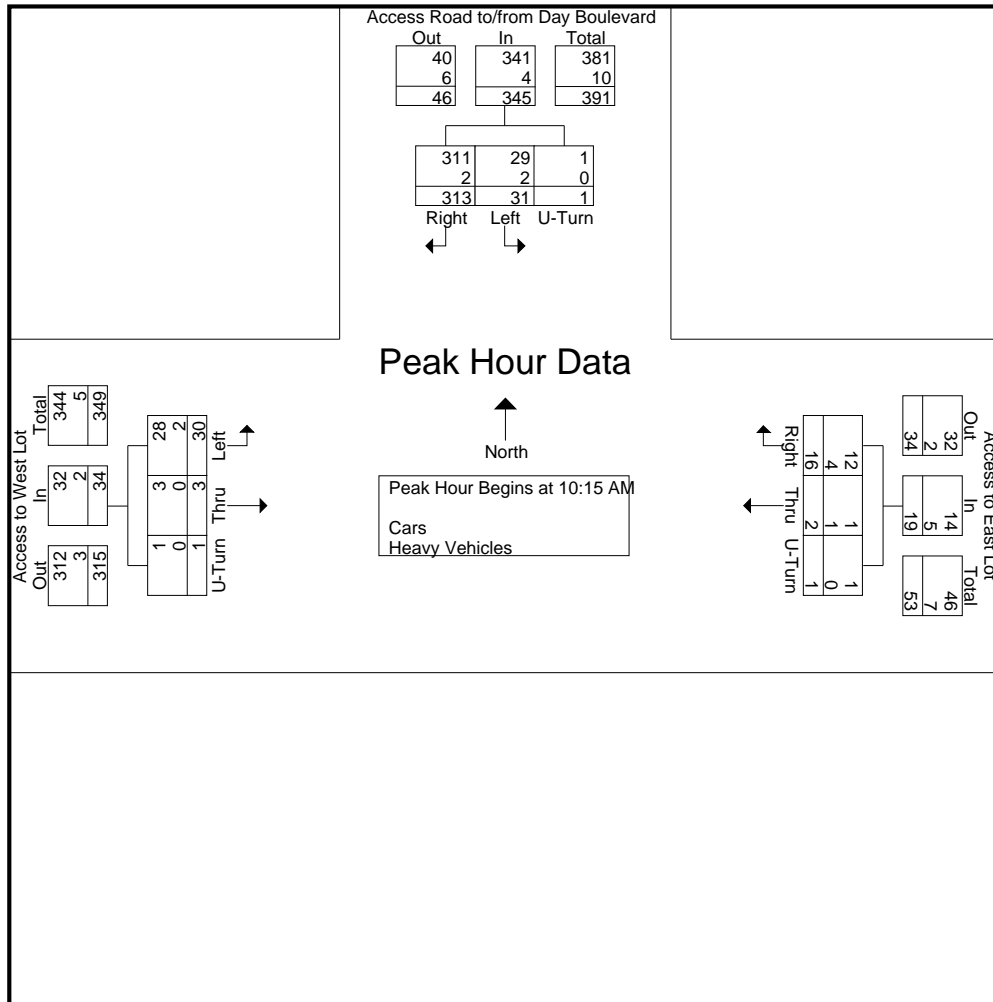 Access Road to/from Day Boulevard
Out In Total
40 341 381
6 4 10
46 345 391
311 29 1
2 2 0
313 31 1
Right Left U-Turn
Peak Hour Data
North
Peak Hour Begins at 10:15 AM
Cars
Heavy Vehicles
Access to West Lot
Out In Total
312 32 344
3 2 5
315 34 349
1 3 28
0 0 2
1 3 30
U-Turn Thru Left
Access to East Lot
Out In Total
32 14 46
2 5 7
34 19 53
12 1 1
4 1 0
16 2 1
Right Thru U-Turn